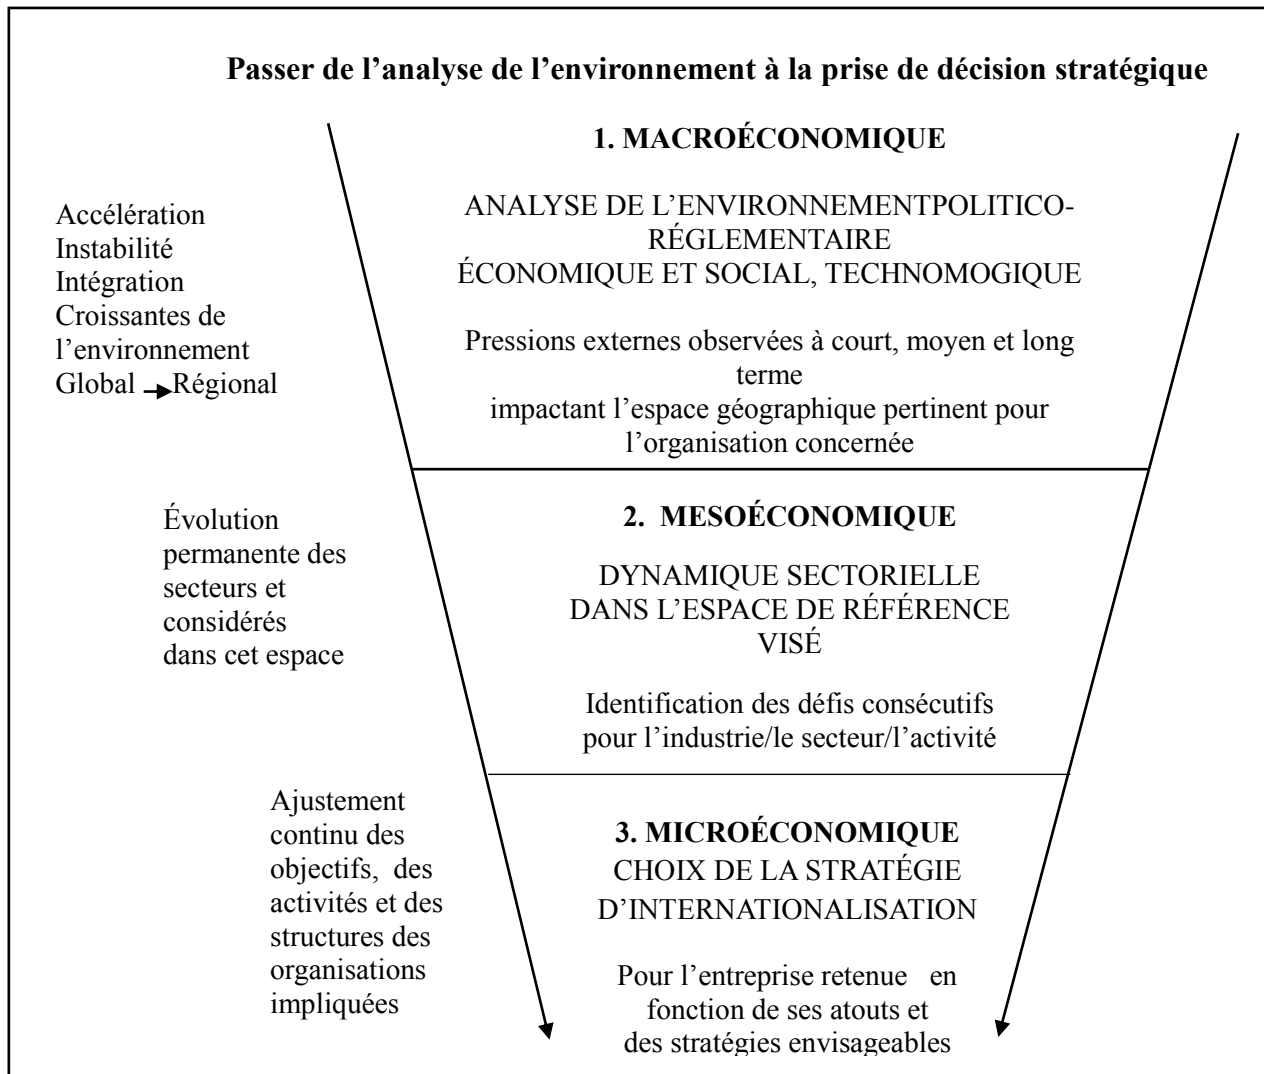 Passer de l’analyse de l’environnement à la prise de décision stratégique
1. MACROÉCONOMIQUE
ANALYSE DE L’ENVIRONNEMENTPOLITICO-
RÉGLEMENTAIRE
ÉCONOMIQUE ET SOCIAL, TECHNOMOGIQUE
Pressions externes observées à court, moyen et long
terme
impactant l’espace géographique pertinent pour
l’organisation concernée
Accélération
Instabilité
Intégration
Croissantes de
l’environnement
Global → Régional
2. MESOÉCONOMIQUE
DYNAMIQUE SECTORIELLE
DANS L’ESPACE DE RÉFÉRENCE
VISÉ
Identification des défis consécutifs
pour l’industrie/le secteur/l’activité
Évolution
permanente des
secteurs et
considérés
dans cet espace
3. MICROÉCONOMIQUE
CHOIX DE LA STRATÉGIE
D’INTERNATIONALISATION
Pour l’entreprise retenue en
fonction de ses atouts et
des stratégies envisageables
Ajustement
continu des
objectifs, des
activités et des
structures des
organisations
impliquées